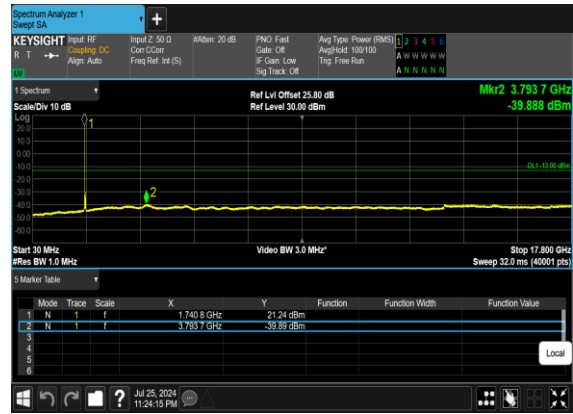 Spectrum Analyzer 1
Swept SA
+
KEYSIGHT Input: RF Input Z: 50 Ω #Atten: 20 dB PNO: Fast Avg Type: Power (RMS) 1 2 3 4 5 6
R T Coupling: DC Corr CCorr Gate: Off Avg|Hold: 100/100 A W W W W W
Align: Auto Freq Ref: Int (S) IF Gain: Low Trig: Free Run
Sig Track: Off A N N N N N
LW
1 Spectrum Ref Lvl Offset 25.80 dB Mkr2 3.793 7 GHz
Scale/Div 10 dB Ref Level 30.00 dBm -39.888 dBm
Log
1
20.0
10.0
0.00
-10.0
DL1 -13.00 dBm
-20.0
-30.0
2
-40.0
-50.0
-60.0
Start 30 MHz Video BW 3.0 MHz* Stop 17.800 GHz
#Res BW 1.0 MHz Sweep 32.0 ms (40001 pts)
5 Marker Table
Mode Trace Scale X Y Function Function Width Function Value
1 N 1 f 1.740 8 GHz 21.24 dBm
2 N 1 f 3.793 7 GHz -39.89 dBm
3
4
5
6
Local
? Jul 25, 2024
11:24:15 PM